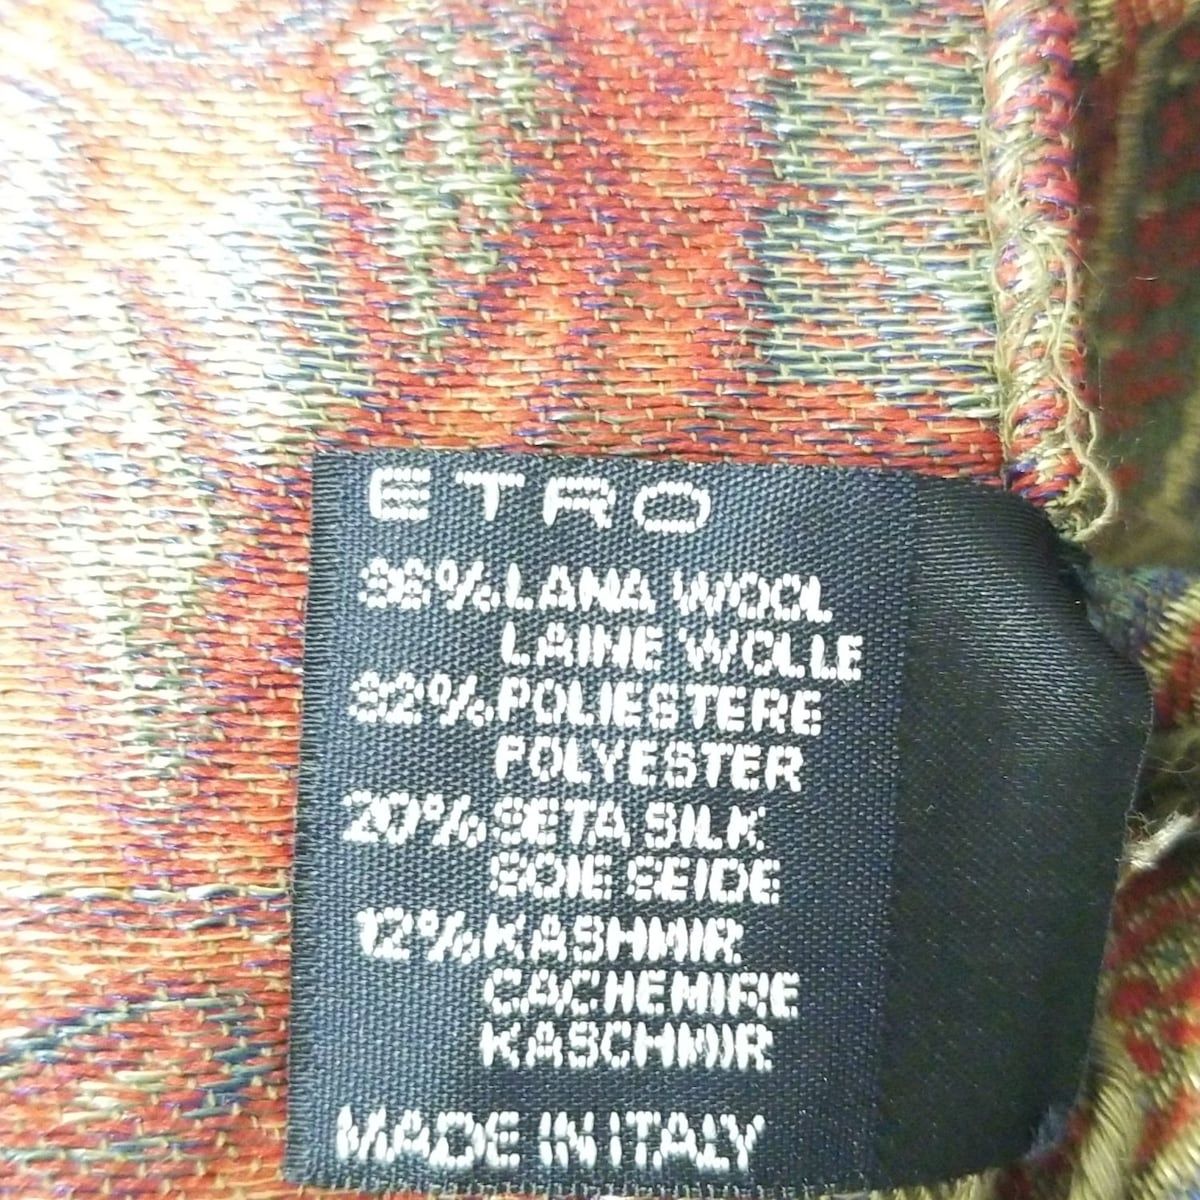 ETRO
36% LANA WOOL
LAINE WOLLE
32% POLIESTERE
POLYESTER
20% SETA SILK
SOIE SEIDE
12% KASHMIR
CACHEMIRE
KASCHMIR
MADE IN ITALY